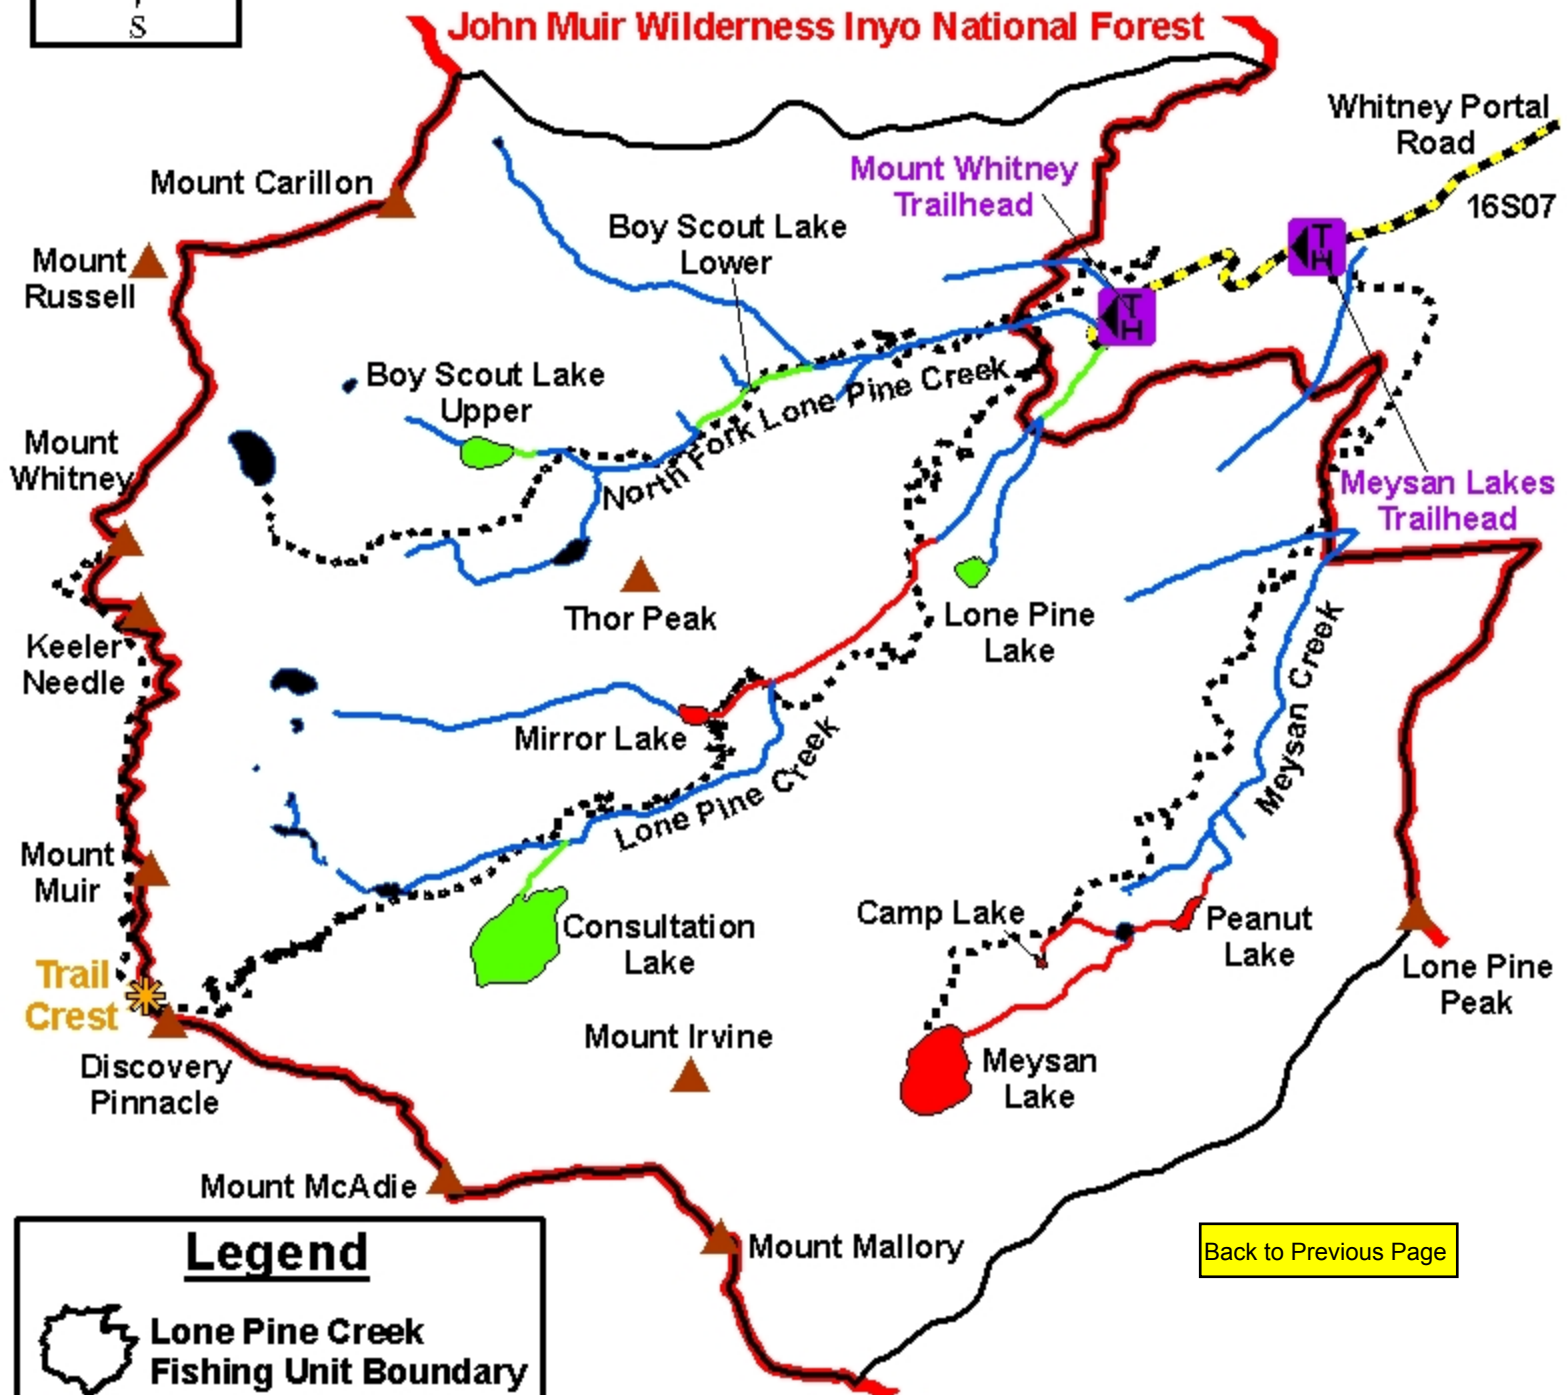 S
John Muir Wilderness Inyo National Forest
Whitney Portal
Road
16S07
Mount Whitney
Trailhead
Mount Carillon
Boy Scout Lake
Lower
Mount
Russell
T
H
T
H
Boy Scout Lake
Upper
North Fork Lone Pine Creek
Mount
Whitney
Meysan Lakes
Trailhead
Thor Peak
Lone Pine
Lake
Keeler
Needle
Meysan Creek
Mirror Lake
Lone Pine Creek
Mount
Muir
Camp Lake
Peanut
Lake
Consultation
Lake
Trail
Crest
Lone Pine
Peak
Mount Irvine
Discovery
Pinnacle
Meysan
Lake
Mount McAdie
Mount Mallory
Back to Previous Page
Legend
Lone Pine Creek
Fishing Unit Boundary